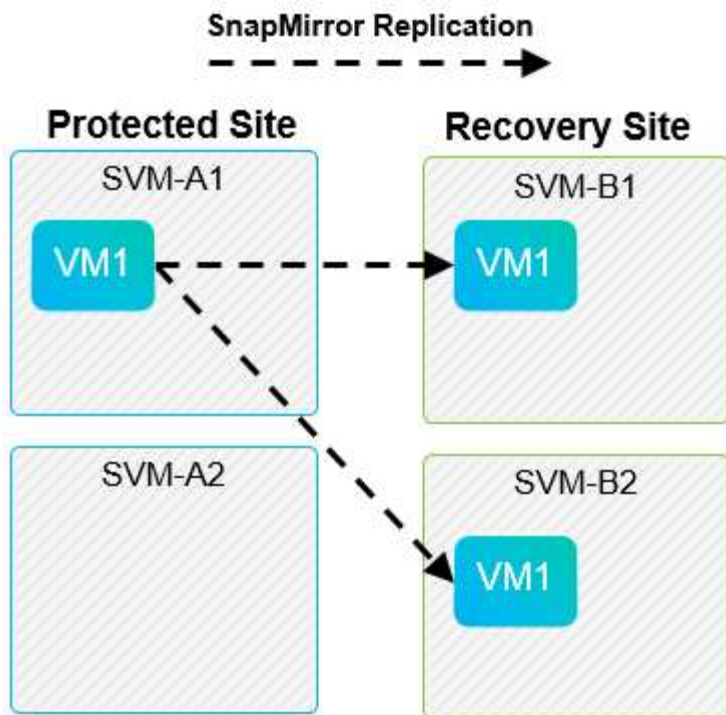 SnapMirror Replication
Protected Site
Recovery Site
SVM-A1
VM1
SVM-B1
VM1
SVM-A2
SVM-B2
VM1